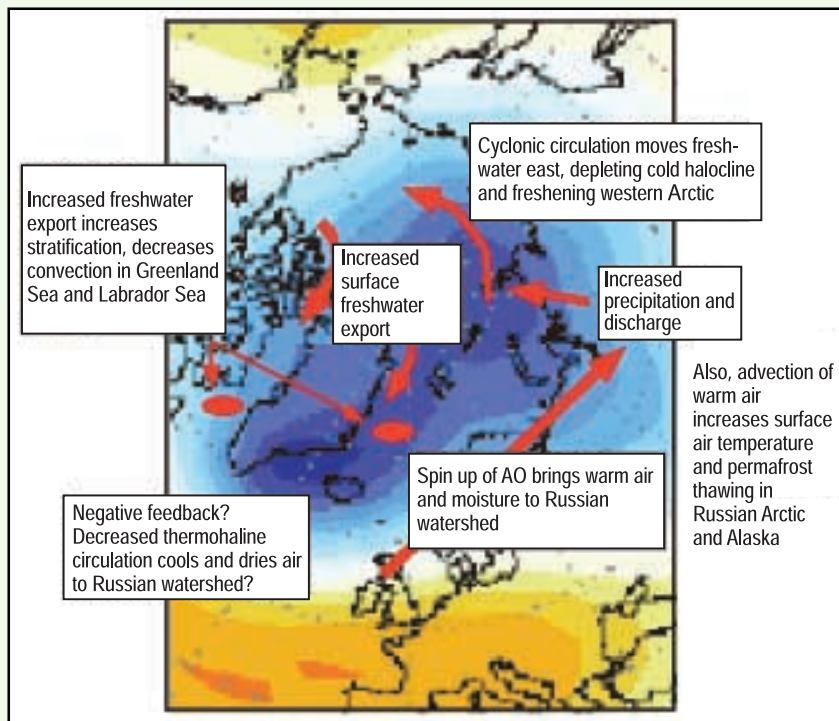 Cyclonic circulation moves fresh-
water east, depleting cold halocline
and freshening western Arctic
Increased freshwater
export increases
stratification, decreases
convection in Greenland
Sea and Labrador Sea
Increased
surface
freshwater
export
Increased
precipitation and
discharge
Also, advection of
warm air
increases surface
air temperature
and permafrost
thawing in
Russian Arctic
and Alaska
Spin up of AO brings warm air
and moisture to Russian
watershed
Negative feedback?
Decreased thermohaline
circulation cools and dries air
to Russian watershed?